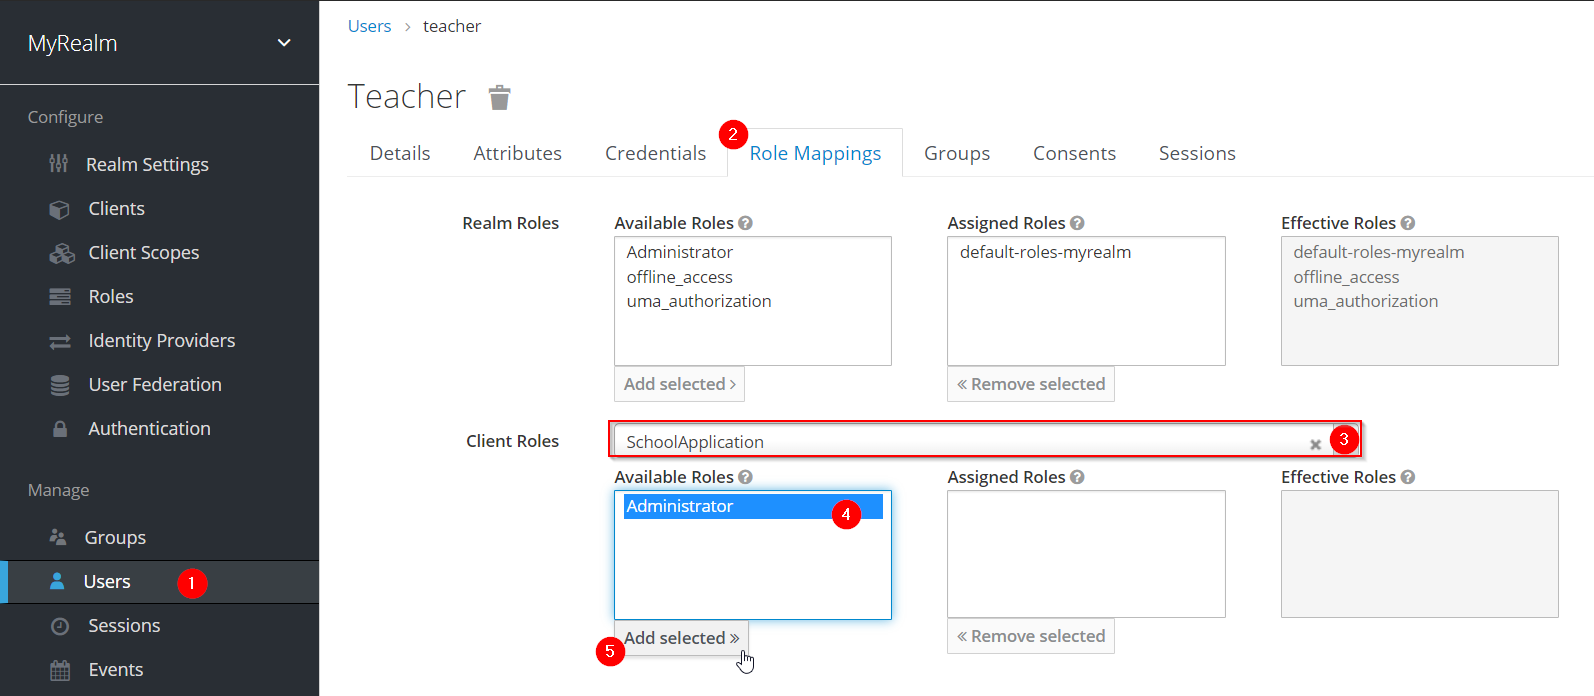 MyRealm
Configure
Realm Settings
Clients
Client Scopes
Roles
Identity Providers
User Federation
Authentication
Manage
Groups
Users 1
Sessions
Events
Users > teacher
Teacher
Details Attributes Credentials 2 Role Mappings Groups Consents Sessions
Realm Roles
Available Roles ?
Administrator
offline_access
uma_authorization
Add selected >
Assigned Roles ?
default-roles-myrealm
« Remove selected
Effective Roles ?
default-roles-myrealm
offline_access
uma_authorization
Client Roles
SchoolApplication × 3
Available Roles ?
Administrator 4
5 Add selected »
Assigned Roles ?
« Remove selected
Effective Roles ?